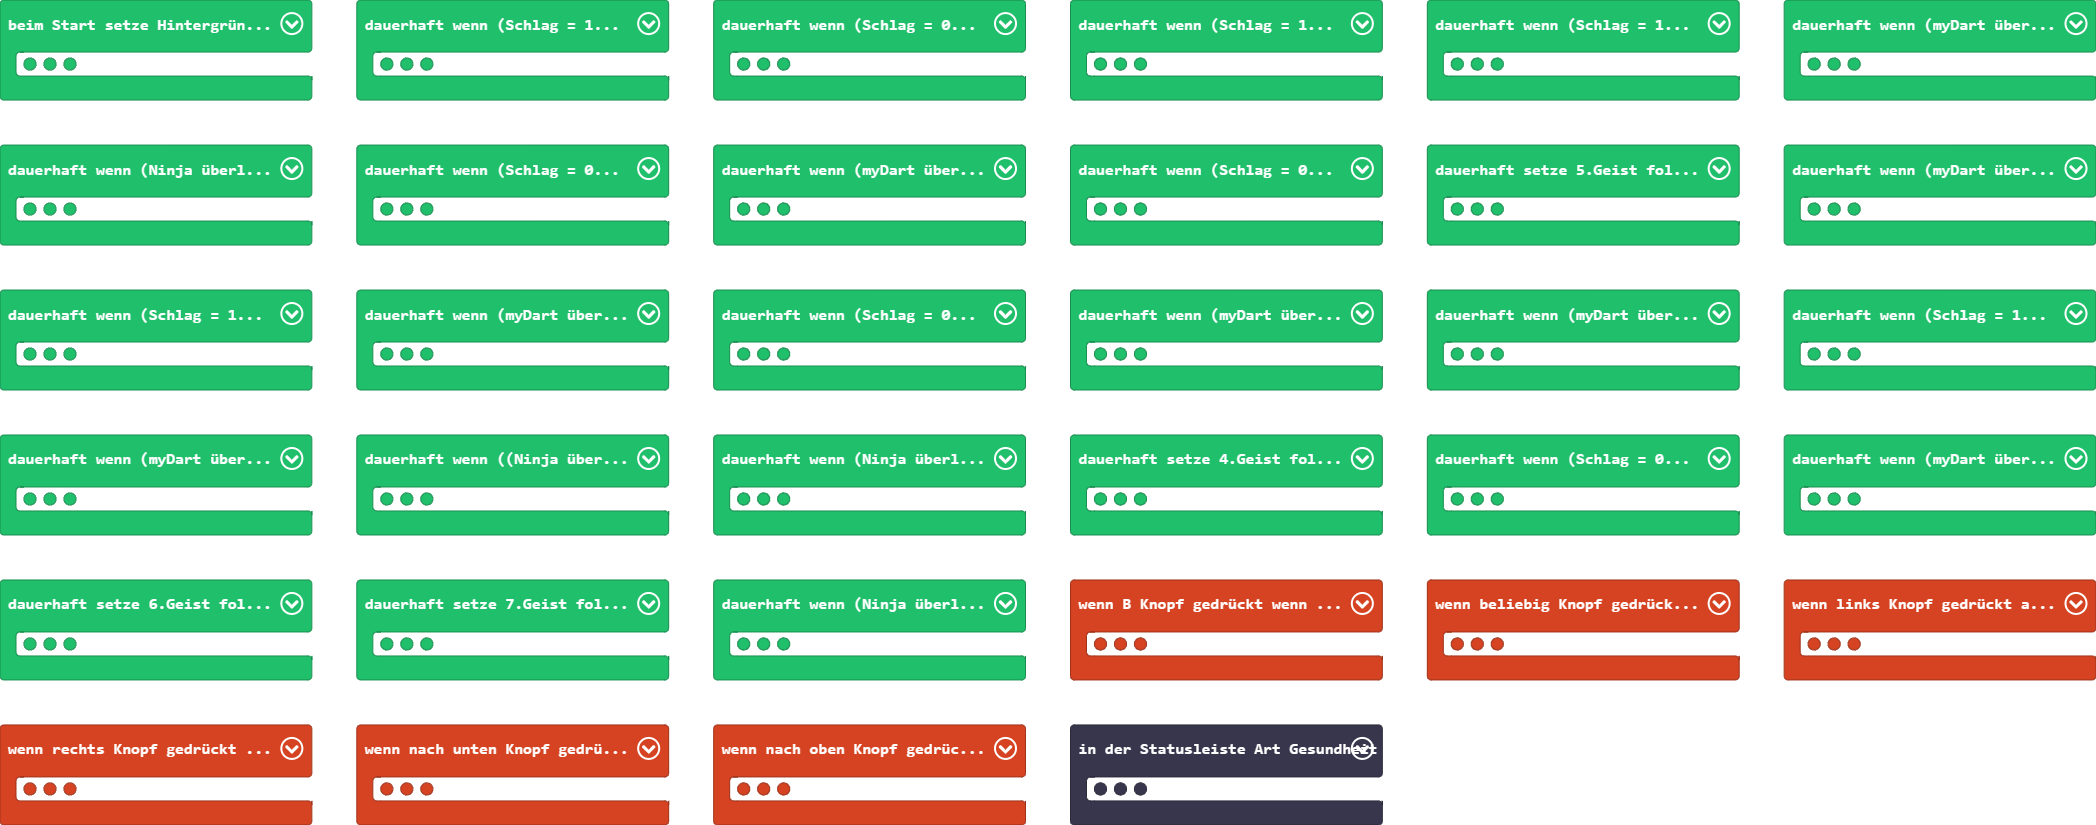 beim Start setze Hintergrün...
dauerhaft wenn (Schlag = 1...
dauerhaft wenn (Schlag = 0...
dauerhaft wenn (Schlag = 1...
dauerhaft wenn (Schlag = 1...
dauerhaft wenn (myDart über...
dauerhaft wenn (Ninja überl...
dauerhaft wenn (Schlag = 0...
dauerhaft wenn (myDart über...
dauerhaft wenn (Schlag = 0...
dauerhaft setze 5.Geist fol...
dauerhaft wenn (myDart über...
dauerhaft wenn (Schlag = 1...
dauerhaft wenn (myDart über...
dauerhaft wenn (Schlag = 0...
dauerhaft wenn (myDart über...
dauerhaft wenn (myDart über...
dauerhaft wenn (Schlag = 1...
dauerhaft wenn (myDart über...
dauerhaft wenn ((Ninja über...
dauerhaft wenn (Ninja überl...
dauerhaft setze 4.Geist fol...
dauerhaft wenn (Schlag = 0...
dauerhaft wenn (myDart über...
dauerhaft setze 6.Geist fol...
dauerhaft setze 7.Geist fol...
dauerhaft wenn (Ninja überl...
wenn B Knopf gedrückt wenn ...
wenn beliebig Knopf gedrück...
wenn links Knopf gedrückt a...
wenn rechts Knopf gedrückt ...
wenn nach unten Knopf gedrü...
wenn nach oben Knopf gedrüc...
in der Statusleiste Art Gesundheit